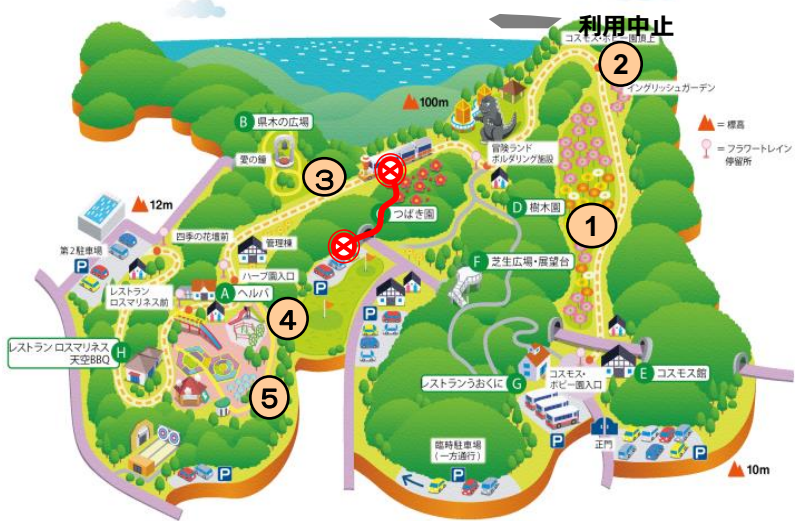 利用中止
コスモス・ポピー園頂上
②
イングリッシュガーデン
100m
= 標高
= フラワートレイン
停留所
B 県木の広場
愛の鐘
冒険ランド
ボルダリング施設
③
12m
D 樹木園
C つばき園
①
四季の花壇前
管理棟
第2駐車場
P
ハーブ園入口
F 芝生広場・展望台
レストラン
ロスマリネス前
A ヘルバ
P
④
P
レストラン ロスマリネス
天空BBQ
H
E コスモス館
レストランうおくに
G
コスモス・
ポピー園入口
⑤
臨時駐車場
(一方通行)
P
正門
P
P
P
10m